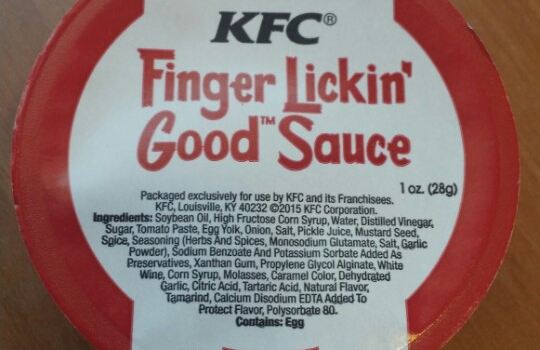 KFC®
Finger Lickin'
Good™ Sauce
1 oz. (28g)
Packaged exclusively for use by KFC and its Franchisees.
KFC, Louisville, KY 40232 ©2015 KFC Corporation.
Ingredients: Soybean Oil, High Fructose Corn Syrup, Water, Distilled Vinegar,
Sugar, Tomato Paste, Egg Yolk, Onion, Salt, Pickle Juice, Mustard Seed,
Spice, Seasoning (Herbs And Spices, Monosodium Glutamate, Salt, Garlic
Powder), Sodium Benzoate And Potassium Sorbate Added As
Preservatives, Xanthan Gum, Propylene Glycol Alginate, White
Wine, Corn Syrup, Molasses, Caramel Color, Dehydrated
Garlic, Citric Acid, Tartaric Acid, Natural Flavor,
Tamarind, Calcium Disodium EDTA Added To
Protect Flavor, Polysorbate 80.
Contains: Egg